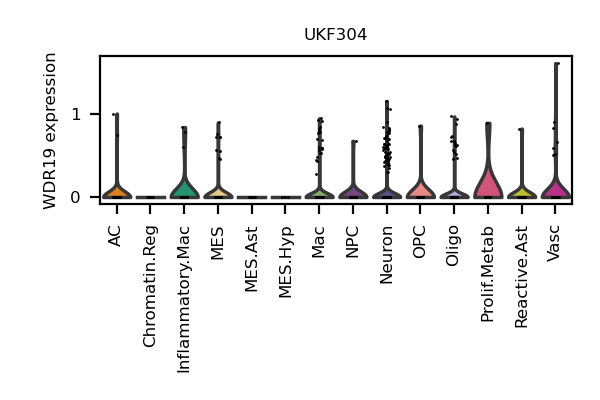 UKF304
WDR19 expression
1
0
AC
Chromatin.Reg
Inflammatory.Mac
MES
MES.Ast
MES.Hyp
Mac
NPC
Neuron
OPC
Oligo
Prolif.Metab
Reactive.Ast
Vasc